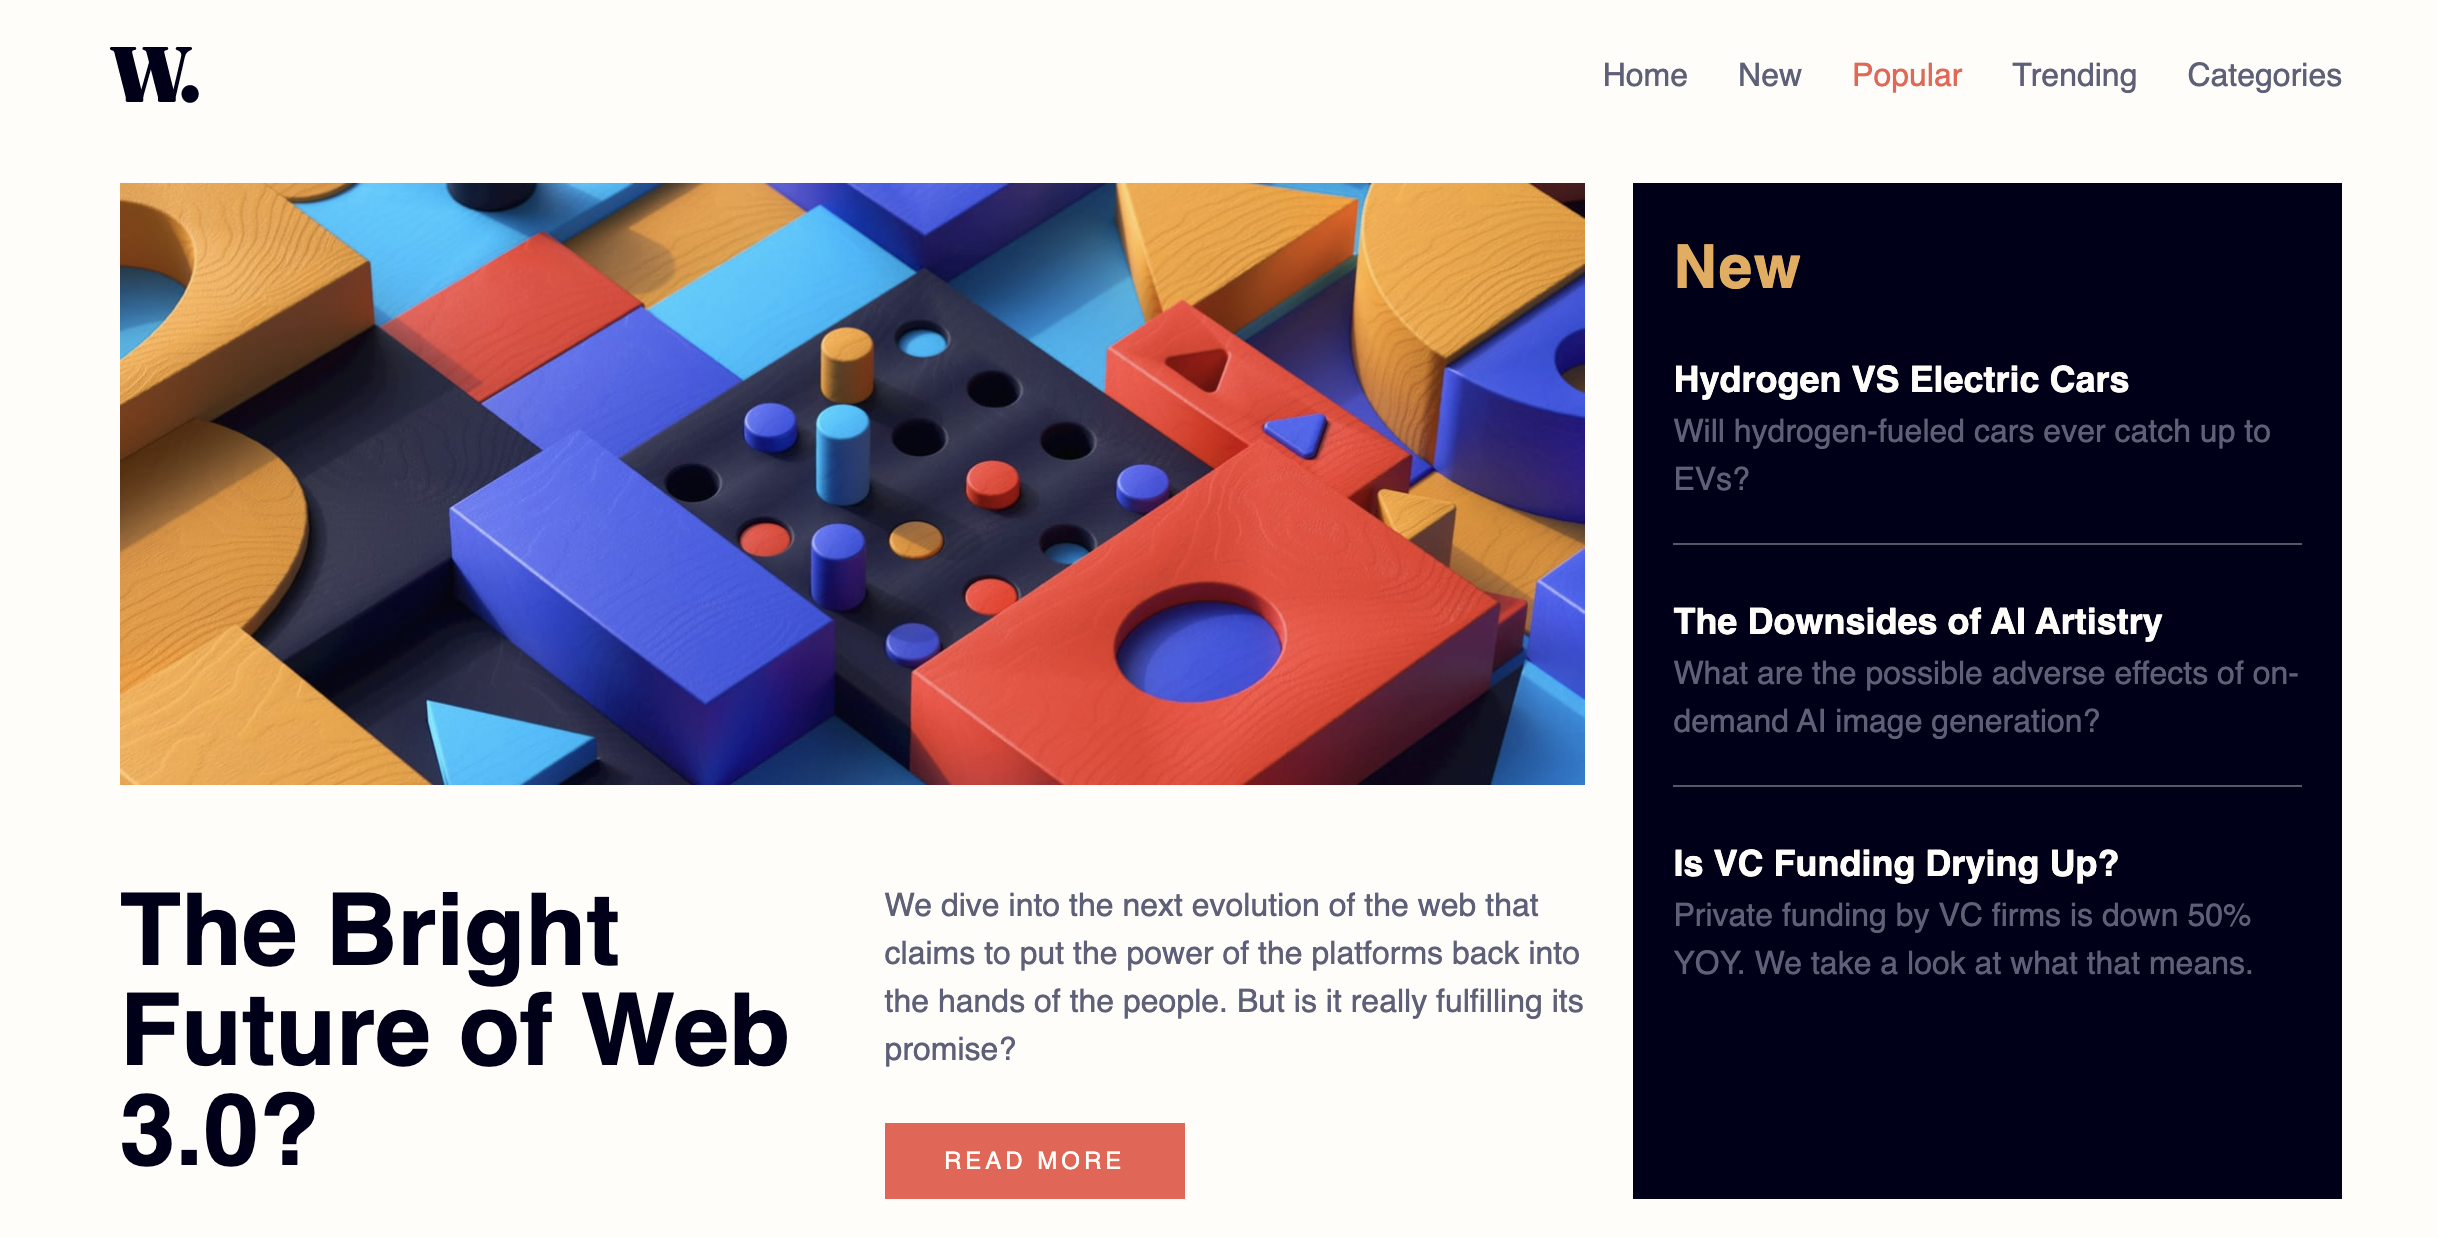 W.
Home New Popular Trending Categories
The Bright
Future of Web
3.0?
We dive into the next evolution of the web that
claims to put the power of the platforms back into
the hands of the people. But is it really fulfilling its
promise?
READ MORE
New
Hydrogen VS Electric Cars
Will hydrogen-fueled cars ever catch up to
EVs?
The Downsides of AI Artistry
What are the possible adverse effects of on-
demand AI image generation?
Is VC Funding Drying Up?
Private funding by VC firms is down 50%
YOY. We take a look at what that means.